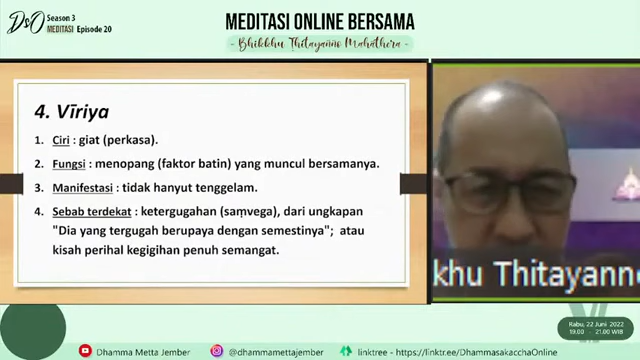 DsO Season 3
MEDITASI Episode 20
MEDITASI ONLINE BERSAMA
- Bhikkhu Ṭhitayañño Mahāthera -
4. Vīriya
1. Ciri : giat (perkasa).
2. Fungsi : menopang (faktor batin) yang muncul bersamanya.
3. Manifestasi : tidak hanyut tenggelam.
4. Sebab terdekat : ketergugahan (saṃvega), dari ungkapan
"Dia yang tergugah berupaya dengan semestinya"; atau
kisah perihal kegigihan penuh semangat.
khu Thitayanno
Rabu, 22 Juni 2022
19.00 - 21.00 WIB
Dhamma Metta Jember
@dhammamettajember
linktree - https://linktr.ee/DhammasakacchaOnline